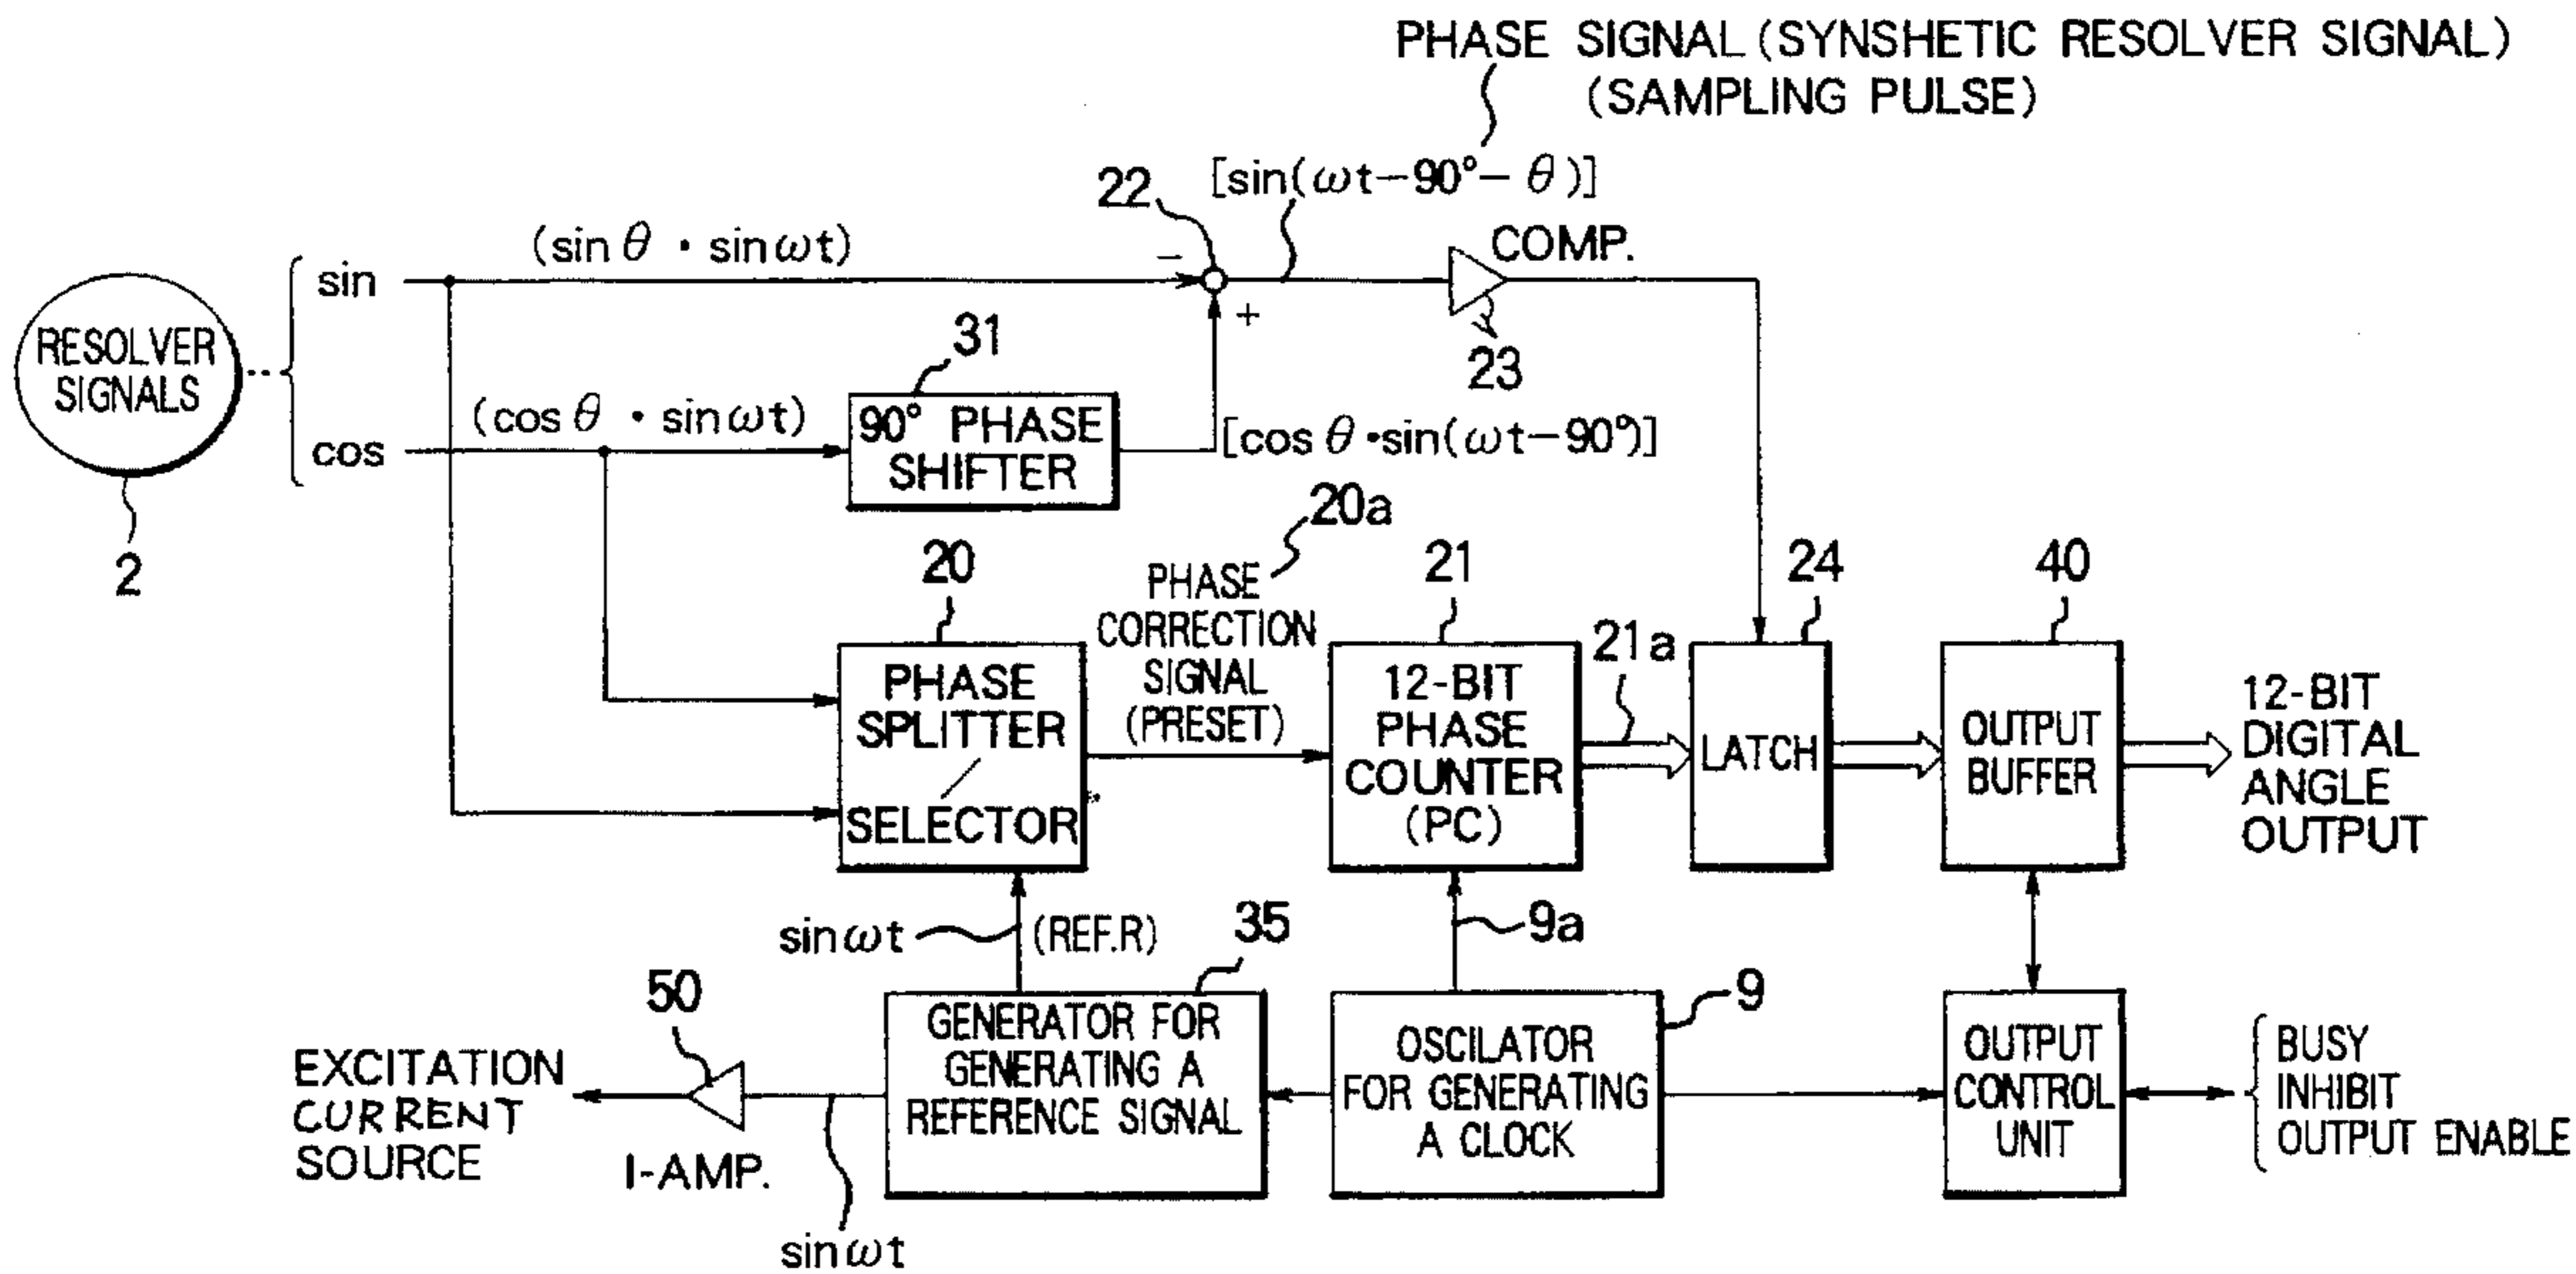 PHASE SIGNAL (SYNSHETIC RESOLVER SIGNAL)
(SAMPLING PULSE)
22
[sin(ωt−90°−θ)]
(sinθ・sinωt)
−
COMP.
sin
+
23
RESOLVER
SIGNALS
31
(cosθ・sinωt)
cos
90° PHASE
SHIFTER
[cosθ・sin(ωt−90°)]
2
20a
20
PHASE
CORRECTION
SIGNAL
(PRESET)
21
21a
24
40
PHASE
SPLITTER
/
SELECTOR
12-BIT
PHASE
COUNTER
(PC)
LATCH
OUTPUT
BUFFER
12-BIT
DIGITAL
ANGLE
OUTPUT
sinωt
(REF.R)
35
9a
9
50
EXCITATION
CURRENT
SOURCE
I-AMP.
GENERATOR FOR
GENERATING A
REFERENCE SIGNAL
OSCILATOR
FOR GENERATING
A CLOCK
OUTPUT
CONTROL
UNIT
BUSY
INHIBIT
OUTPUT ENABLE
sinωt